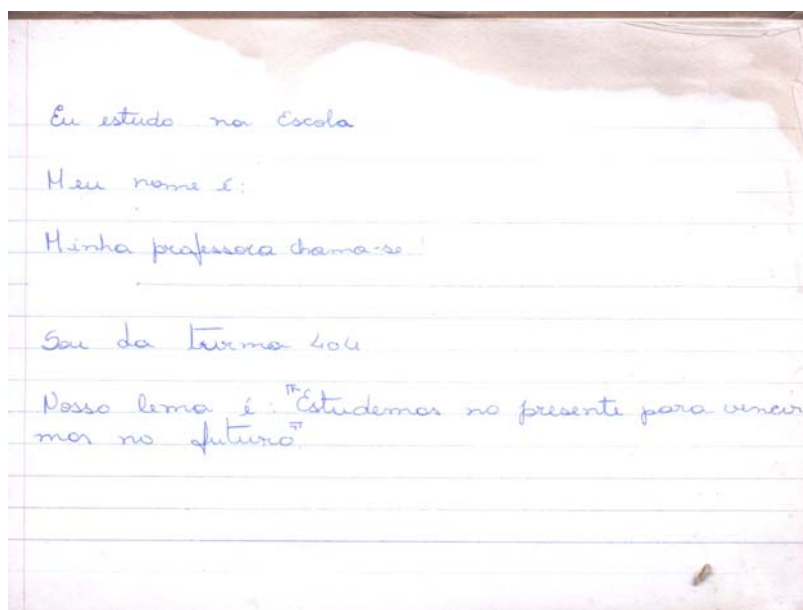 Eu estudo na Escola
Meu nome é:
Minha professora chama-se:
Sou da turma 404
Nosso lema é: "Estudemos no presente para vencir
mos no futuro"